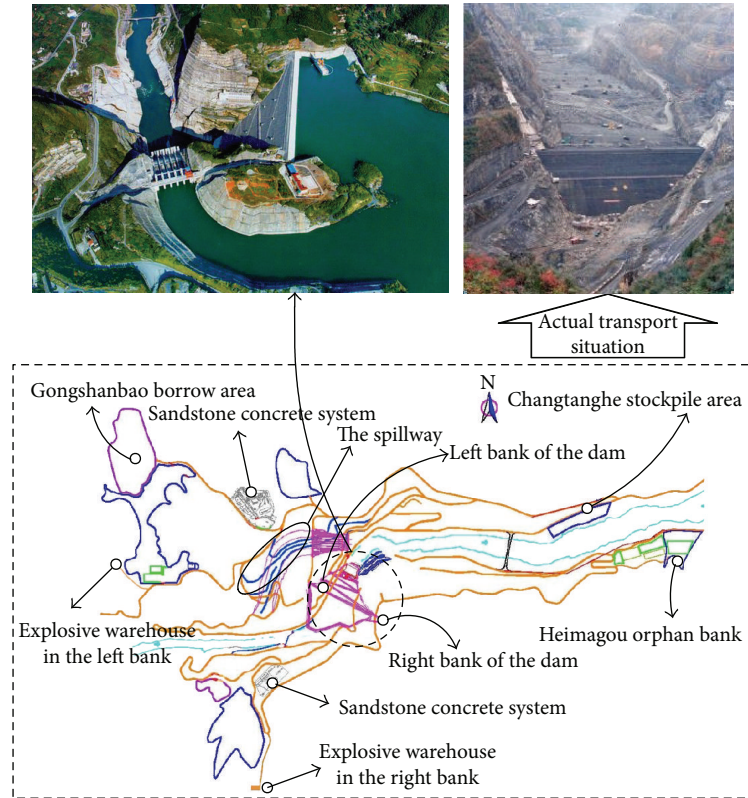 Actual transport
situation
N
Gongshanbao borrow area
Sandstone concrete system
The spillway
Changtanghe stockpile area
Left bank of the dam
Explosive warehouse
in the left bank
Right bank of the dam
Heimagou orphan bank
Sandstone concrete system
Explosive warehouse
in the right bank